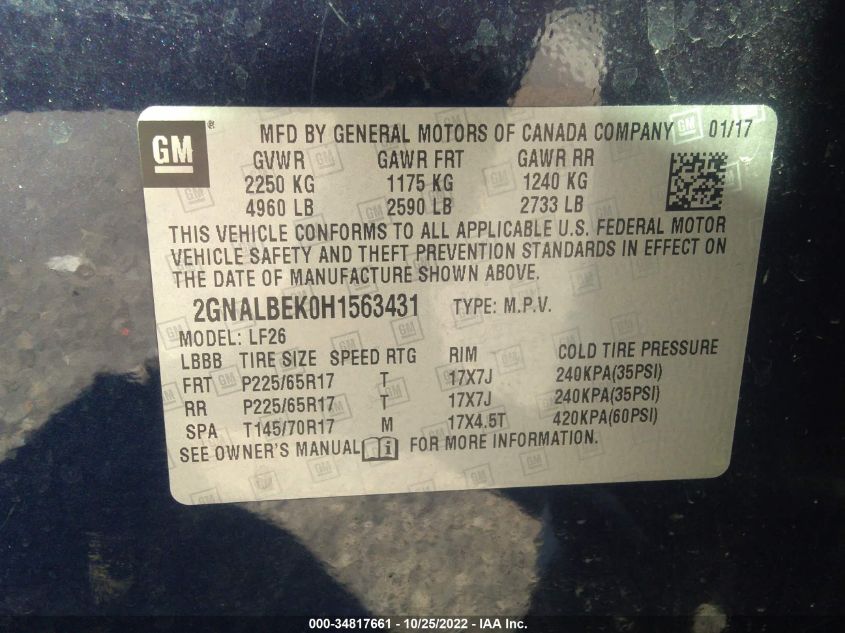 GM ® MFD BY GENERAL MOTORS OF CANADA COMPANY 01/17
GVWR GAWR FRT GAWR RR
2250 KG 1175 KG 1240 KG
4960 LB 2590 LB 2733 LB
THIS VEHICLE CONFORMS TO ALL APPLICABLE U.S. FEDERAL MOTOR
VEHICLE SAFETY AND THEFT PREVENTION STANDARDS IN EFFECT ON
THE DATE OF MANUFACTURE SHOWN ABOVE.
2GNALBEK0H1563431 TYPE: M.P.V.
MODEL: LF26
LBBB TIRE SIZE SPEED RTG RIM COLD TIRE PRESSURE
FRT P225/65R17 T 17X7J 240KPA(35PSI)
RR P225/65R17 T 17X7J 240KPA(35PSI)
SPA T145/70R17 M 17X4.5T 420KPA(60PSI)
SEE OWNER'S MANUAL i FOR MORE INFORMATION.
000-34817661 - 10/25/2022 - IAA Inc.